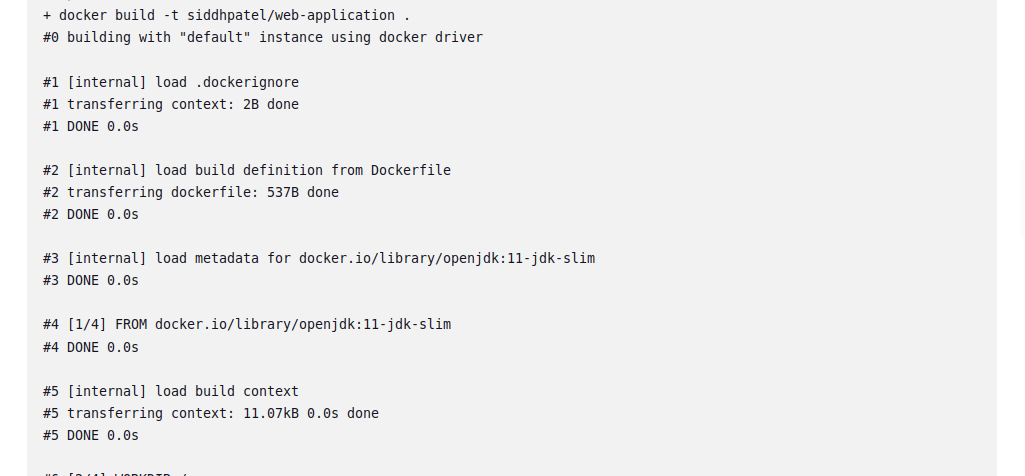 + docker build -t siddhpatel/web-application .
#0 building with "default" instance using docker driver
#1 [internal] load .dockerignore
#1 transferring context: 2B done
#1 DONE 0.0s
#2 [internal] load build definition from Dockerfile
#2 transferring dockerfile: 537B done
#2 DONE 0.0s
#3 [internal] load metadata for docker.io/library/openjdk:11-jdk-slim
#3 DONE 0.0s
#4 [1/4] FROM docker.io/library/openjdk:11-jdk-slim
#4 DONE 0.0s
#5 [internal] load build context
#5 transferring context: 11.07kB 0.0s done
#5 DONE 0.0s